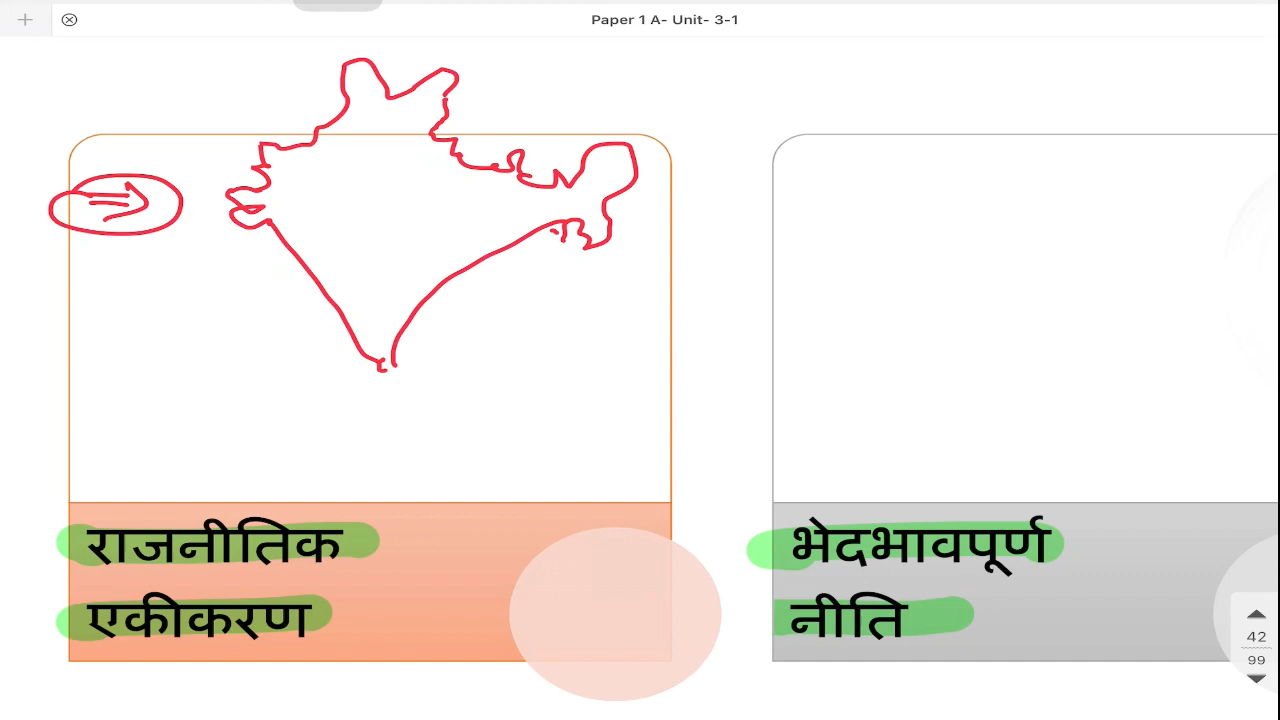 Paper 1 A- Unit- 3-1
राजनीतिक
एकीकरण
भेदभावपूर्ण
नीति
42
99